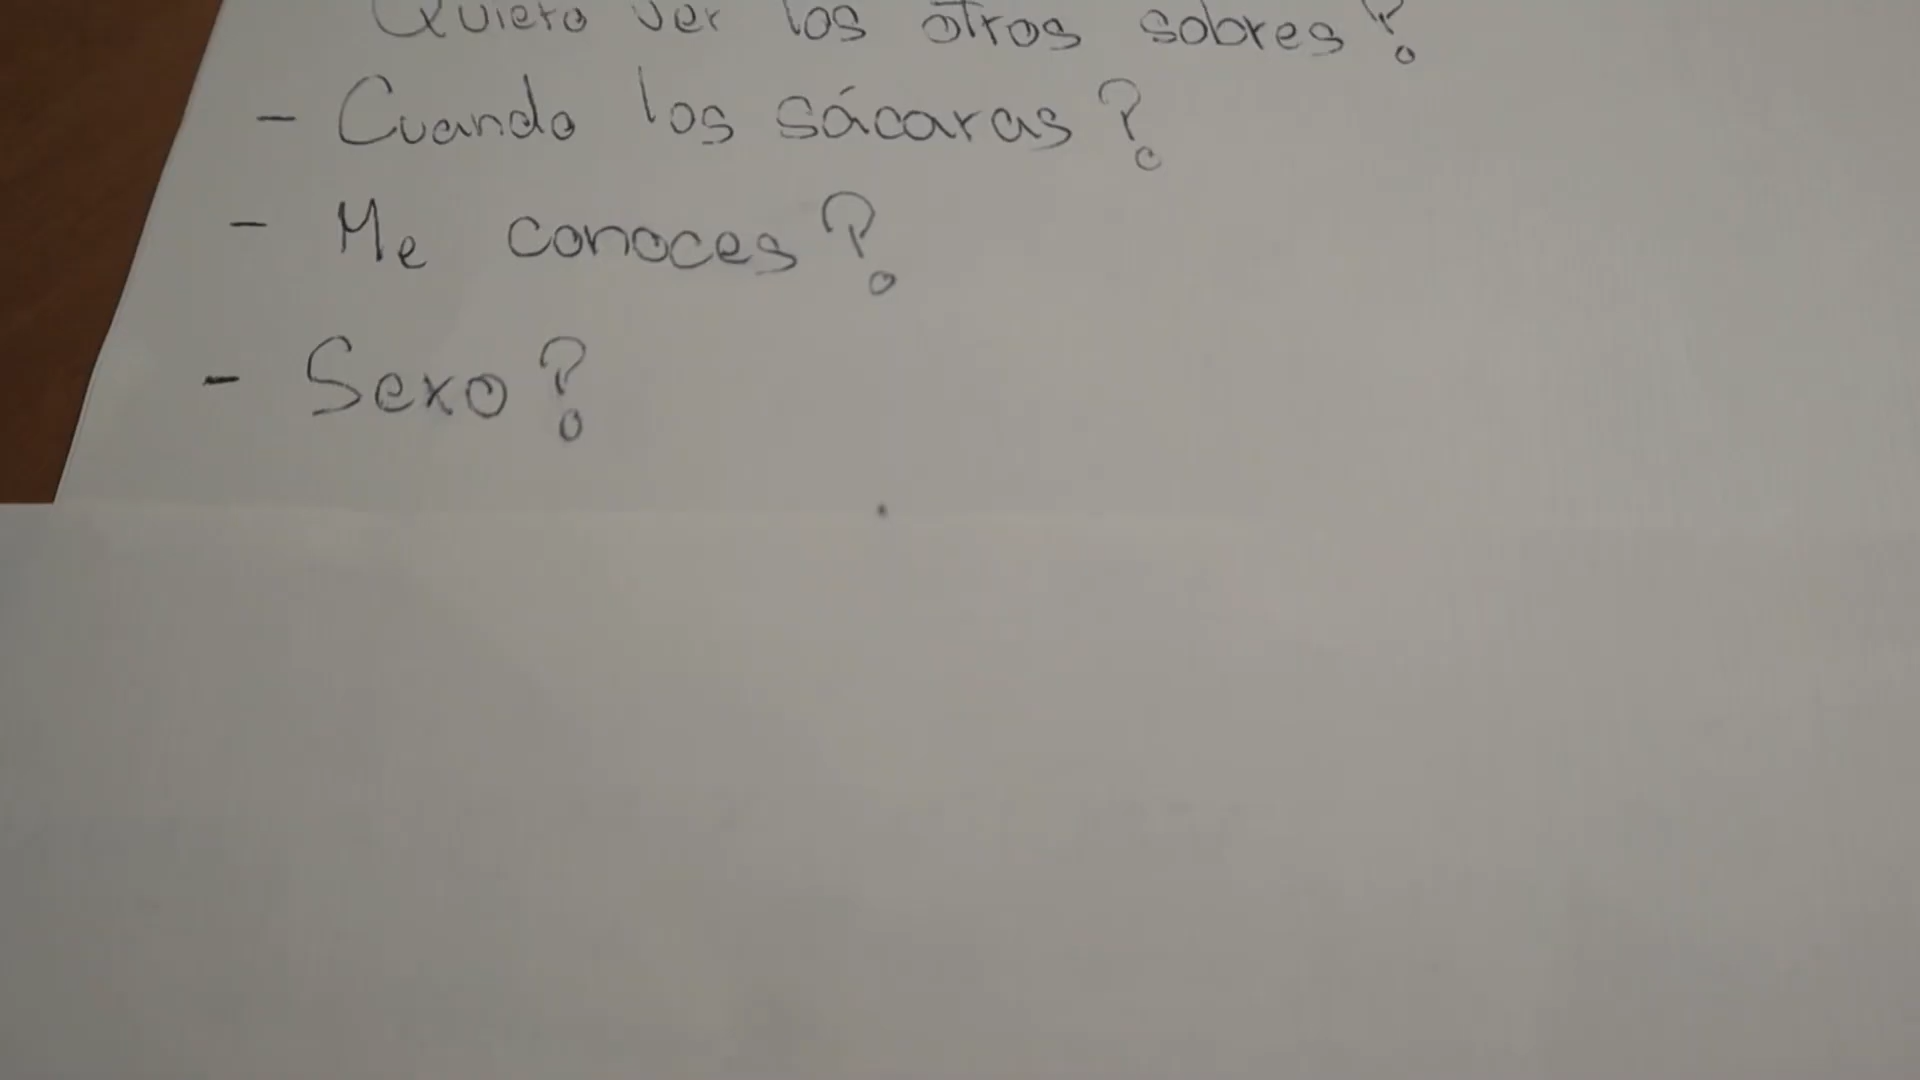 Quiero ver los otros sobres?
- Cuando los sácaras?
- Me conoces?
- Sexo?